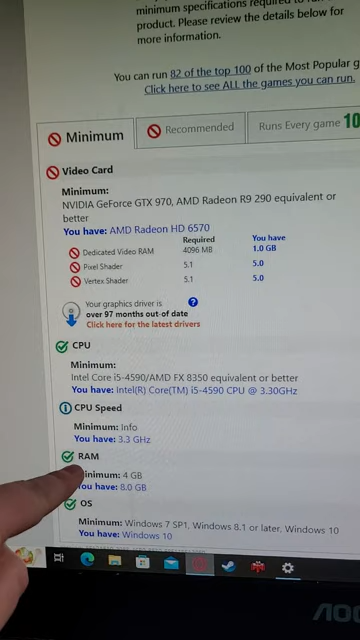 minimum specifications required to
product. Please review the details below for
more information.
You can run 82 of the top 100 of the Most Popular g
Click here to see ALL the games you can run.
Minimum
Recommended
Runs Every game 10
Video Card
Minimum:
NVIDIA GeForce GTX 970, AMD Radeon R9 290 equivalent or
better
You have: AMD Radeon HD 6570
Required You have
Dedicated Video RAM 4096 MB 1.0 GB
Pixel Shader 5.1 5.0
Vertex Shader 5.1 5.0
Your graphics driver is ?
over 97 months out-of date
Click here for the latest drivers
CPU
Minimum:
Intel Core i5-4590/AMD FX 8350 equivalent or better
You have: Intel(R) Core(TM) i5-4590 CPU @ 3.30GHz
CPU Speed
Minimum: Info
You have: 3.3 GHz
RAM
inimum: 4 GB
ou have: 8.0 GB
OS
Minimum: Windows 7 SP1, Windows 8.1 or later, Windows 10
You have: Windows 10
AOC